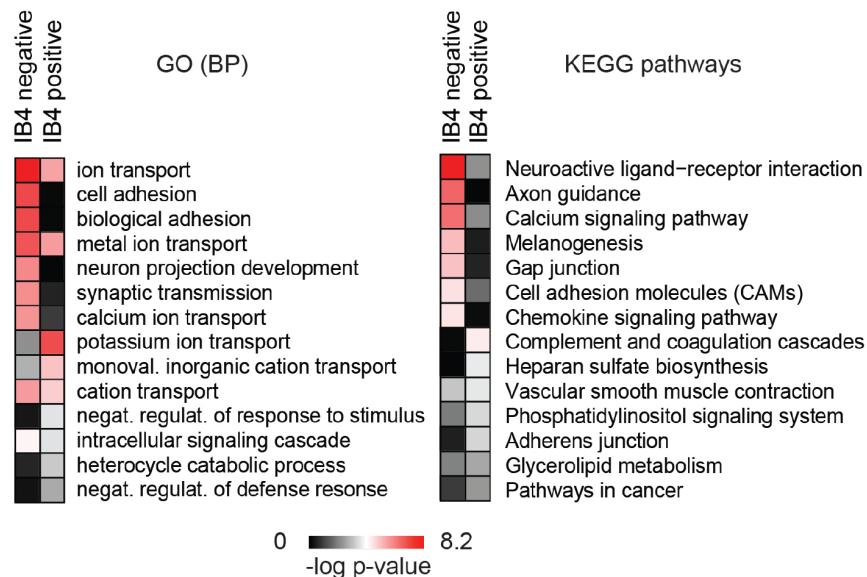 IB4 negative
IB4 positive
GO (BP)
ion transport
cell adhesion
biological adhesion
metal ion transport
neuron projection development
synaptic transmission
calcium ion transport
potassium ion transport
monoval. inorganic cation transport
cation transport
negat. regulat. of response to stimulus
intracellular signaling cascade
heterocycle catabolic process
negat. regulat. of defense resonse
IB4 negative
IB4 positive
KEGG pathways
Neuroactive ligand−receptor interaction
Axon guidance
Calcium signaling pathway
Melanogenesis
Gap junction
Cell adhesion molecules (CAMs)
Chemokine signaling pathway
Complement and coagulation cascades
Heparan sulfate biosynthesis
Vascular smooth muscle contraction
Phosphatidylinositol signaling system
Adherens junction
Glycerolipid metabolism
Pathways in cancer
0 8.2
-log p-value